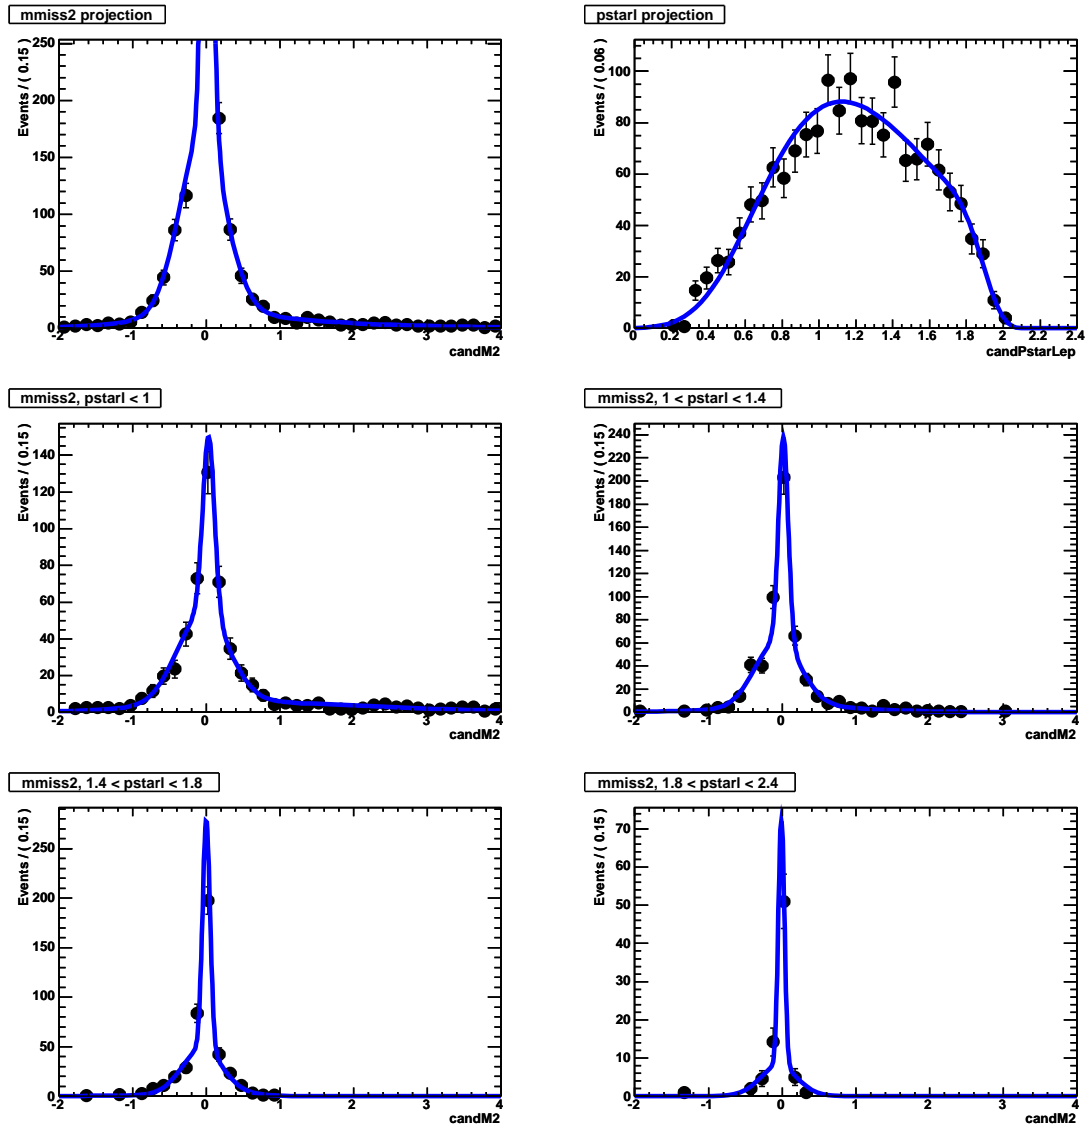 mmiss2 projection
Events / ( 0.15 )
250
200
150
100
50
0
-2 -1 0 1 2 3 4
candM2
pstarl projection
Events / ( 0.06 )
100
80
60
40
20
0
0 0.2 0.4 0.6 0.8 1 1.2 1.4 1.6 1.8 2 2.2 2.4
candPstarLep
mmiss2, pstarl < 1
Events / ( 0.15 )
140
120
100
80
60
40
20
0
-2 -1 0 1 2 3 4
candM2
mmiss2, 1 < pstarl < 1.4
Events / ( 0.15 )
240
220
200
180
160
140
120
100
80
60
40
20
0
-2 -1 0 1 2 3 4
candM2
mmiss2, 1.4 < pstarl < 1.8
Events / ( 0.15 )
250
200
150
100
50
0
-2 -1 0 1 2 3 4
candM2
mmiss2, 1.8 < pstarl < 2.4
Events / ( 0.15 )
70
60
50
40
30
20
10
0
-2 -1 0 1 2 3 4
candM2